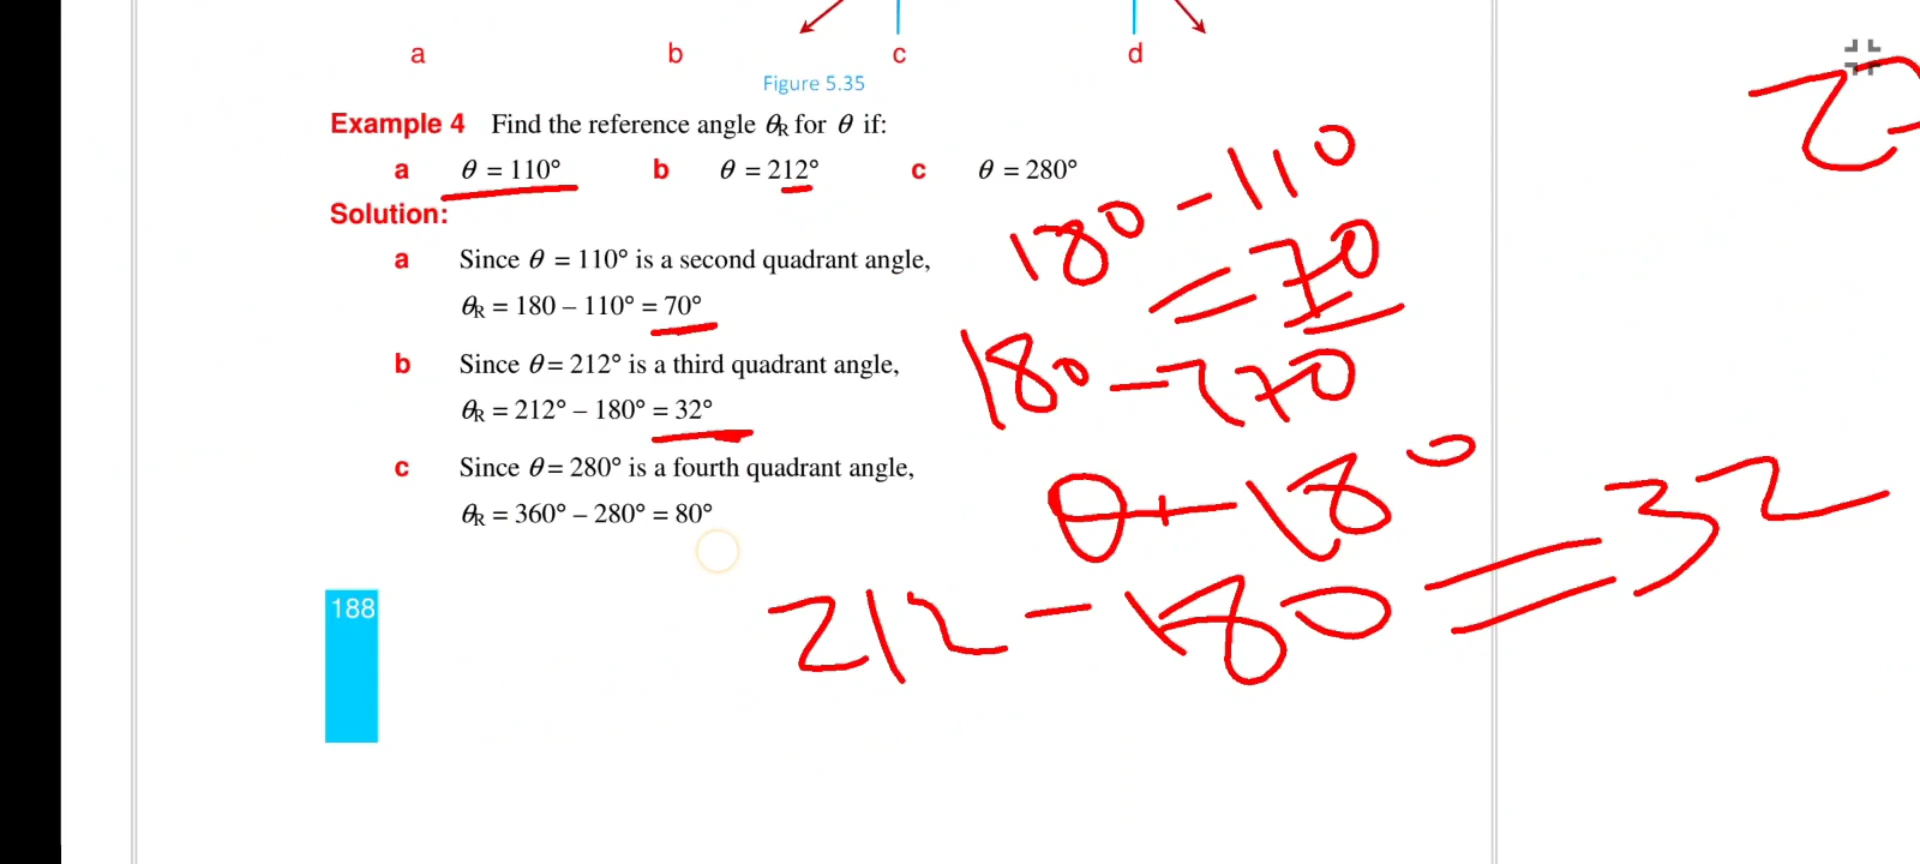 a b c d
Figure 5.35
Example 4 Find the reference angle θR for θ if:
a θ = 110° b θ = 212° c θ = 280°
Solution:
a Since θ = 110° is a second quadrant angle,
θR = 180 – 110° = 70°
b Since θ = 212° is a third quadrant angle,
θR = 212° – 180° = 32°
c Since θ = 280° is a fourth quadrant angle,
θR = 360° – 280° = 80°
188
180 - 110
= 70
180 - 270
θ - 180
212 - 180 = 32